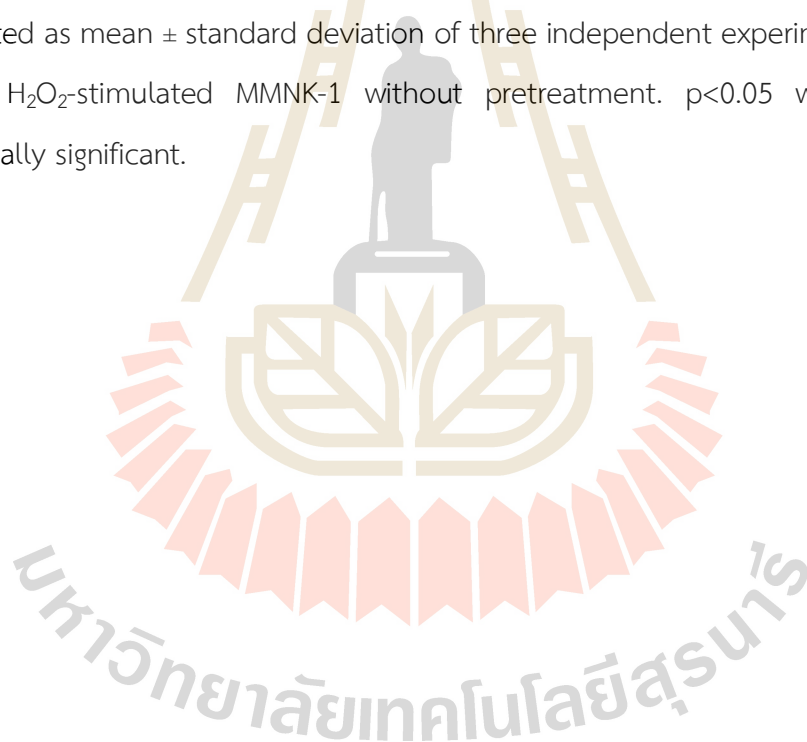 ted as mean ± standard deviation of three independent experin
H₂O₂-stimulated MMNK-1 without pretreatment. p<0.05 w
ally significant.
มหาวิทยาลัยเทคโนโลยีสุรนารี